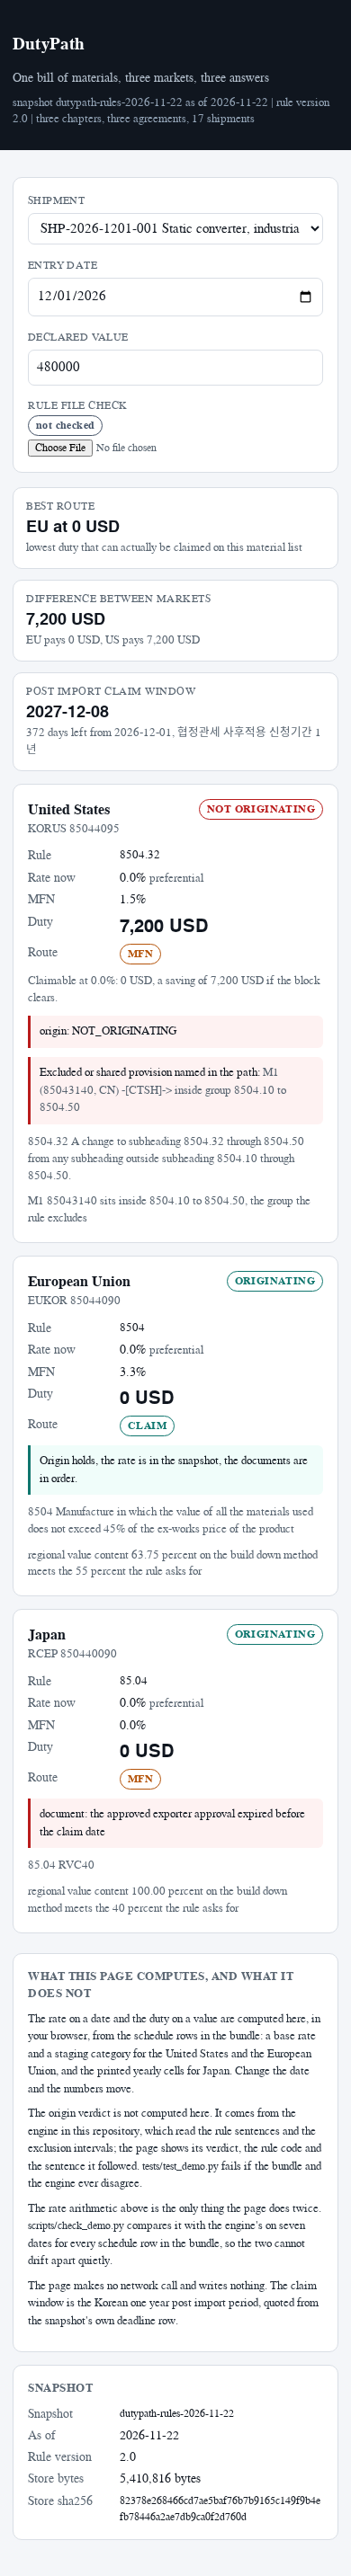 DutyPath
One bill of materials, three markets, three answers
snapshot dutypath-rules-2026-11-22 as of 2026-11-22 | rule version
2.0 | three chapters, three agreements, 17 shipments
SHIPMENT
SHP-2026-1201-001 Static converter, industria
ENTRY DATE
12/01/2026
DECLARED VALUE
480000
RULE FILE CHECK
not checked
Choose File No file chosen
BEST ROUTE
EU at 0 USD
lowest duty that can actually be claimed on this material list
DIFFERENCE BETWEEN MARKETS
7,200 USD
EU pays 0 USD, US pays 7,200 USD
POST IMPORT CLAIM WINDOW
2027-12-08
372 days left from 2026-12-01, 협정관세 사후적용 신청기간 1
년
United States NOT ORIGINATING
KORUS 85044095
Rule 8504.32
Rate now 0.0% preferential
MFN 1.5%
Duty 7,200 USD
Route MFN
Claimable at 0.0%: 0 USD, a saving of 7,200 USD if the block
clears.
origin: NOT_ORIGINATING
Excluded or shared provision named in the path: M1
(85043140, CN) -[CTSH]-> inside group 8504.10 to
8504.50
8504.32 A change to subheading 8504.32 through 8504.50
from any subheading outside subheading 8504.10 through
8504.50.
M1 85043140 sits inside 8504.10 to 8504.50, the group the
rule excludes
European Union ORIGINATING
EUKOR 85044090
Rule 8504
Rate now 0.0% preferential
MFN 3.3%
Duty 0 USD
Route CLAIM
Origin holds, the rate is in the snapshot, the documents are
in order.
8504 Manufacture in which the value of all the materials used
does not exceed 45% of the ex-works price of the product
regional value content 63.75 percent on the build down method
meets the 55 percent the rule asks for
Japan ORIGINATING
RCEP 850440090
Rule 85.04
Rate now 0.0% preferential
MFN 0.0%
Duty 0 USD
Route MFN
document: the approved exporter approval expired before
the claim date
85.04 RVC40
regional value content 100.00 percent on the build down
method meets the 40 percent the rule asks for
WHAT THIS PAGE COMPUTES, AND WHAT IT
DOES NOT
The rate on a date and the duty on a value are computed here, in
your browser, from the schedule rows in the bundle: a base rate
and a staging category for the United States and the European
Union, and the printed yearly cells for Japan. Change the date
and the numbers move.
The origin verdict is not computed here. It comes from the
engine in this repository, which read the rule sentences and the
exclusion intervals; the page shows its verdict, the rule code and
the sentence it followed. tests/test_demo.py fails if the bundle and
the engine ever disagree.
The rate arithmetic above is the only thing the page does twice.
scripts/check_demo.py compares it with the engine's on seven
dates for every schedule row in the bundle, so the two cannot
drift apart quietly.
The page makes no network call and writes nothing. The claim
window is the Korean one year post import period, quoted from
the snapshot's own deadline row.
SNAPSHOT
Snapshot dutypath-rules-2026-11-22
As of 2026-11-22
Rule version 2.0
Store bytes 5,410,816 bytes
Store sha256 82378e268466cd7ae5baf76b7b9165c149f9b4e
fb78446a2ae7db9ca0f2d760d